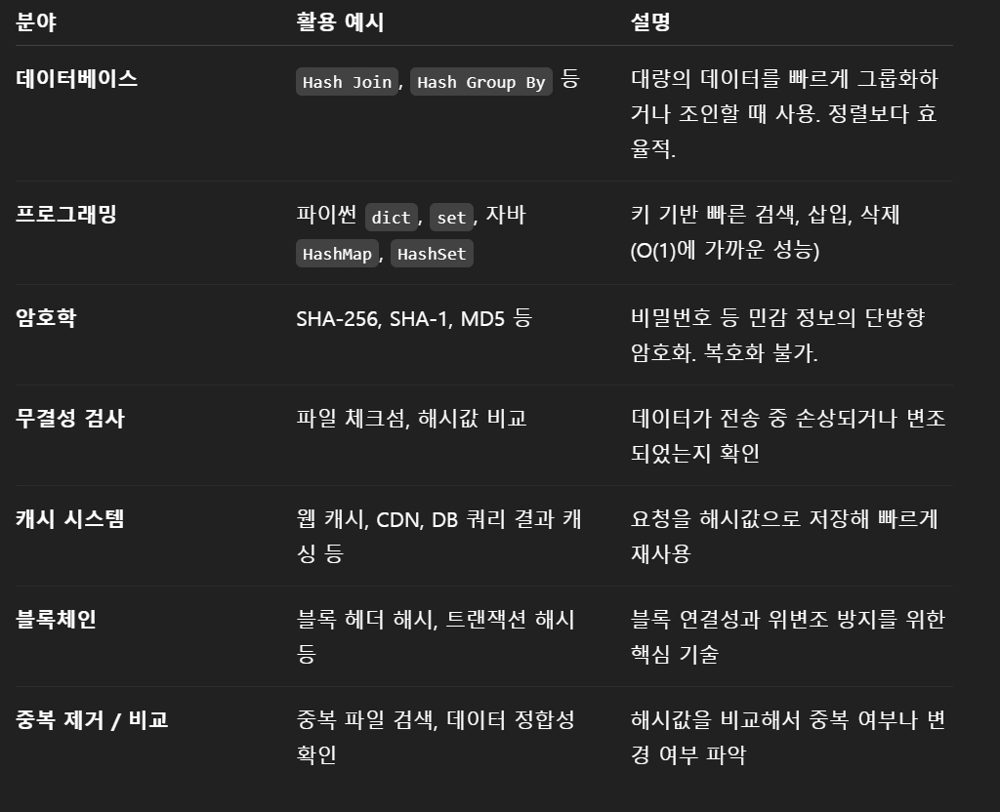 분야 활용 예시 설명
데이터베이스 Hash Join, Hash Group By 등 대량의 데이터를 빠르게 그룹화하
거나 조인할 때 사용. 정렬보다 효
율적.
프로그래밍 파이썬 dict, set, 자바 키 기반 빠른 검색, 삽입, 삭제
HashMap, HashSet (O(1)에 가까운 성능)
암호학 SHA-256, SHA-1, MD5 등 비밀번호 등 민감 정보의 단방향
암호화. 복호화 불가.
무결성 검사 파일 체크섬, 해시값 비교 데이터가 전송 중 손상되거나 변조
되었는지 확인
캐시 시스템 웹 캐시, CDN, DB 쿼리 결과 캐 요청을 해시값으로 저장해 빠르게
싱 등 재사용
블록체인 블록 헤더 해시, 트랜잭션 해시 블록 연결성과 위변조 방지를 위한
등 핵심 기술
중복 제거 / 비교 중복 파일 검색, 데이터 정합성 해시값을 비교해서 중복 여부나 변
확인 경 여부 파악